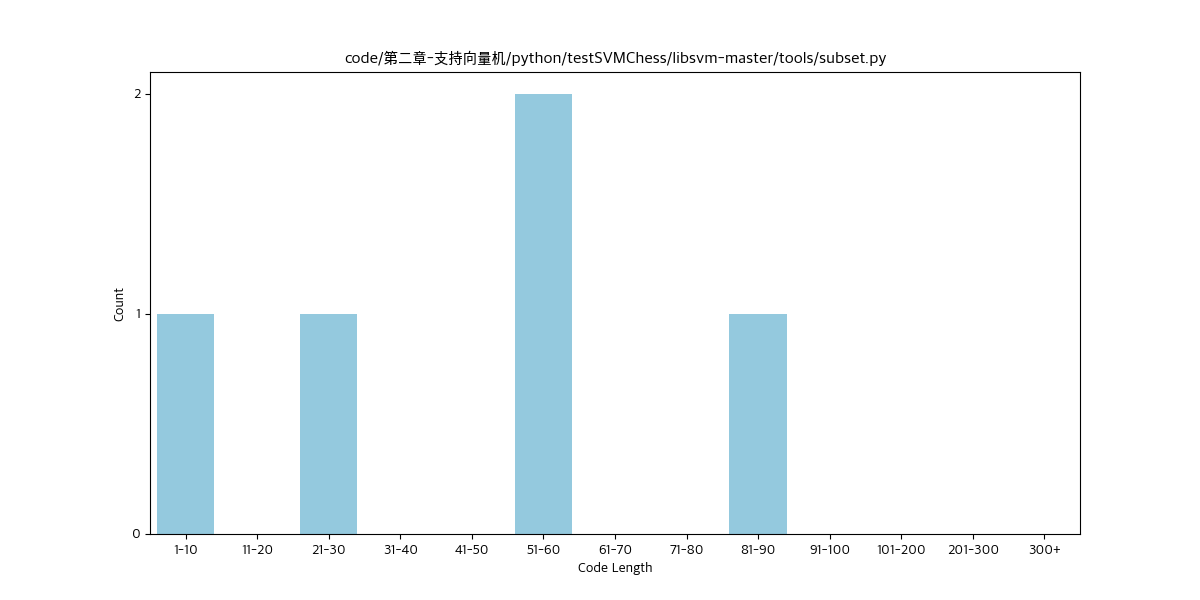 code/第二章-支持向量机/python/testSVMChess/libsvm-master/tools/subset.py
2
1
0
Count
1-10 11-20 21-30 31-40 41-50 51-60 61-70 71-80 81-90 91-100 101-200 201-300 300+
Code Length